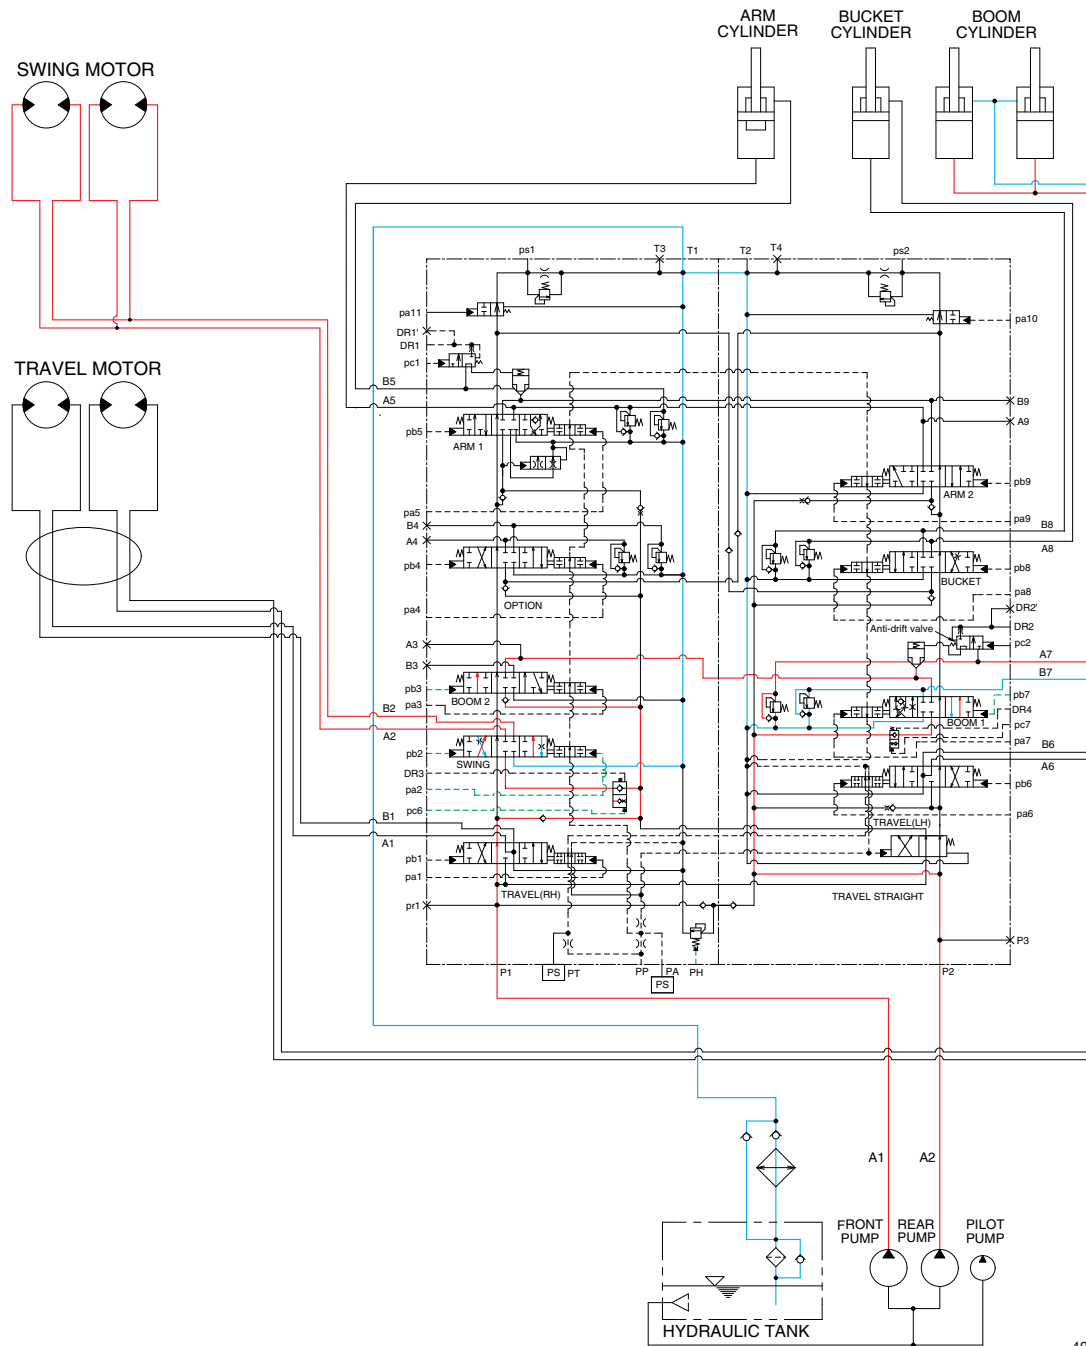 ARM
CYLINDER
BUCKET
CYLINDER
BOOM
CYLINDER
SWING MOTOR
TRAVEL MOTOR
ps1
T3
T1
T2
T4
ps2
pa11
pa10
DR1'
DR1
pc1
B5
A5
B9
A9
pb5
ARM 1
ARM 2
pb9
pa5
pa9
B4
B8
A4
A8
pb4
BUCKET
pb8
OPTION
pa8
pa4
DR2'
Anti-drift valve
DR2
A3
pc2
B3
A7
B7
pb3
pb7
pa3
BOOM 2
BOOM 1
DR4
B2
pc7
A2
pa7
B6
pb2
SWING
A6
DR3
pa2
pb6
pc6
B1
TRAVEL(LH)
pa6
A1
pb1
pa1
TRAVEL(RH)
TRAVEL STRAIGHT
pr1
P3
P1
PS
PT
PP
PA
PH
P2
PS
A1
A2
FRONT
PUMP
REAR
PUMP
PILOT
PUMP
HYDRAULIC TANK